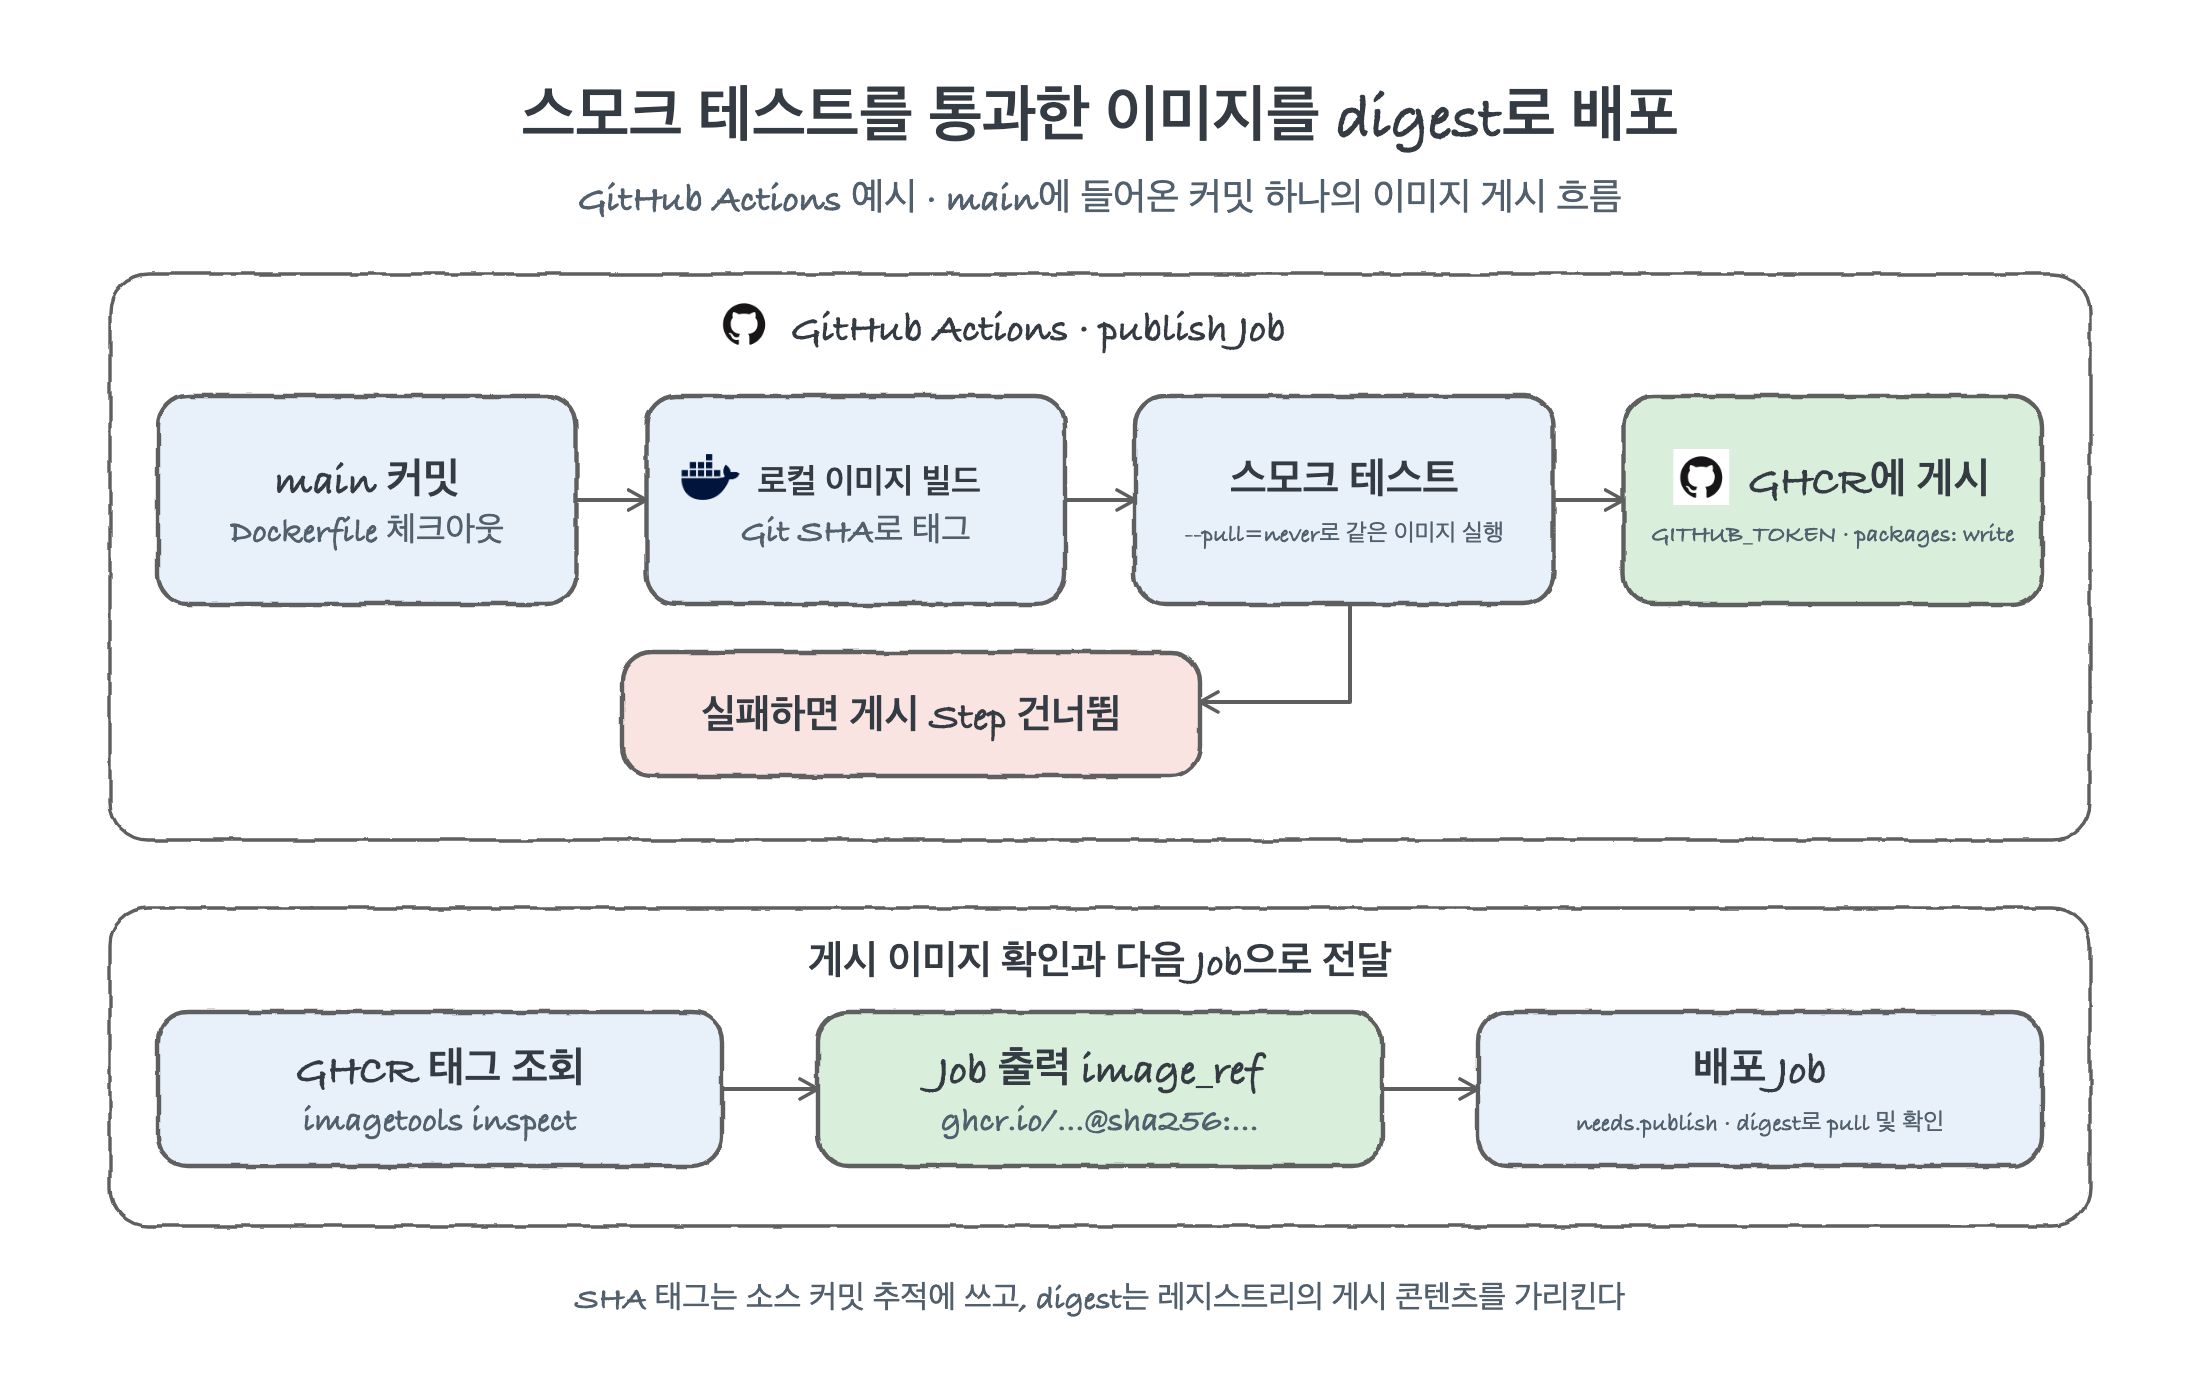 스모크 테스트를 통과한 이미지를 digest로 배포
GitHub Actions 예시 · main에 들어온 커밋 하나의 이미지 게시 흐름
GitHub Actions · publish Job
main 커밋
Dockerfile 체크아웃
로컬 이미지 빌드
Git SHA로 태그
스모크 테스트
--pull=never로 같은 이미지 실행
GHCR에 게시
GITHUB_TOKEN · packages: write
실패하면 게시 Step 건너뜀
게시 이미지 확인과 다음 Job으로 전달
GHCR 태그 조회
imagetools inspect
Job 출력 image_ref
ghcr.io/...@sha256:...
배포 Job
needs.publish · digest로 pull 및 확인
SHA 태그는 소스 커밋 추적에 쓰고, digest는 레지스트리의 게시 콘텐츠를 가리킨다